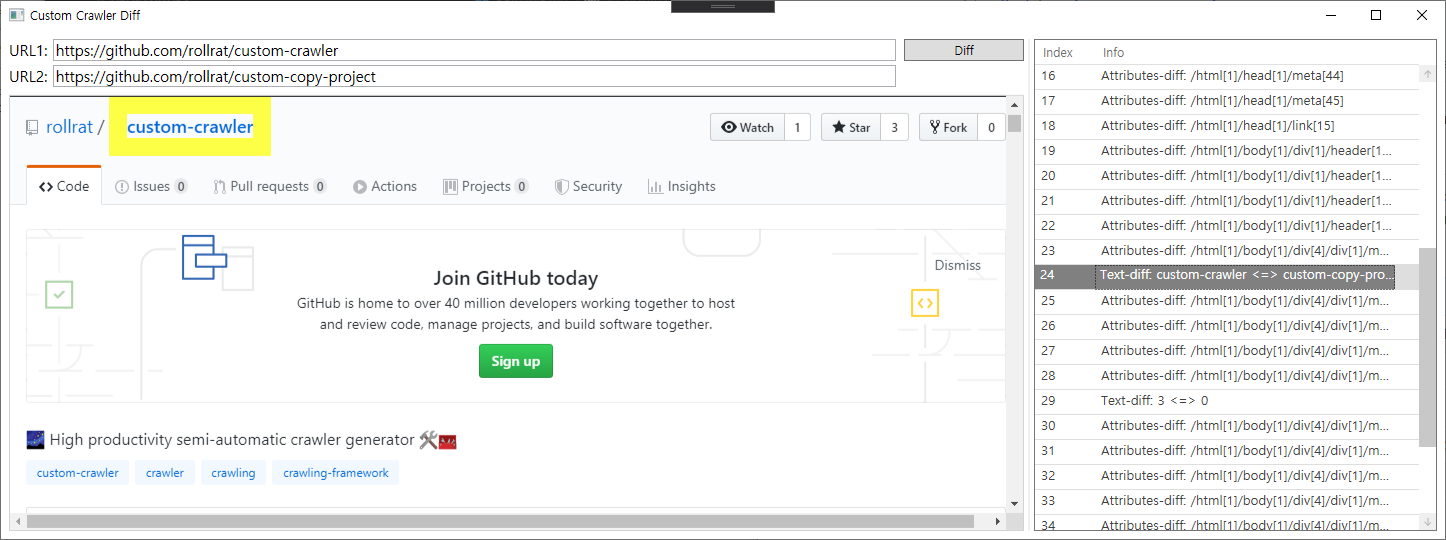 Custom Crawler Diff
URL1: https://github.com/rollrat/custom-crawler
Diff
URL2: https://github.com/rollrat/custom-copy-project
rollrat / custom-crawler
Watch 1 Star 3 Fork 0
Code Issues 0 Pull requests 0 Actions Projects 0 Security Insights
Join GitHub today
Dismiss
GitHub is home to over 40 million developers working together to host
and review code, manage projects, and build software together.
Sign up
High productivity semi-automatic crawler generator
custom-crawler crawler crawling crawling-framework
Index Info
16 Attributes-diff: /html[1]/head[1]/meta[44]
17 Attributes-diff: /html[1]/head[1]/meta[45]
18 Attributes-diff: /html[1]/head[1]/link[15]
19 Attributes-diff: /html[1]/body[1]/div[1]/header[1...
20 Attributes-diff: /html[1]/body[1]/div[1]/header[1...
21 Attributes-diff: /html[1]/body[1]/div[1]/header[1...
22 Attributes-diff: /html[1]/body[1]/div[1]/header[1...
23 Attributes-diff: /html[1]/body[1]/div[4]/div[1]/m...
24 Text-diff: custom-crawler <=> custom-copy-pro...
25 Attributes-diff: /html[1]/body[1]/div[4]/div[1]/m...
26 Attributes-diff: /html[1]/body[1]/div[4]/div[1]/m...
27 Attributes-diff: /html[1]/body[1]/div[4]/div[1]/m...
28 Attributes-diff: /html[1]/body[1]/div[4]/div[1]/m...
29 Text-diff: 3 <=> 0
30 Attributes-diff: /html[1]/body[1]/div[4]/div[1]/m...
31 Attributes-diff: /html[1]/body[1]/div[4]/div[1]/m...
32 Attributes-diff: /html[1]/body[1]/div[4]/div[1]/m...
33 Attributes-diff: /html[1]/body[1]/div[4]/div[1]/m...
34 Attributes-diff: /html[1]/body[1]/div[4]/div[1]/m...